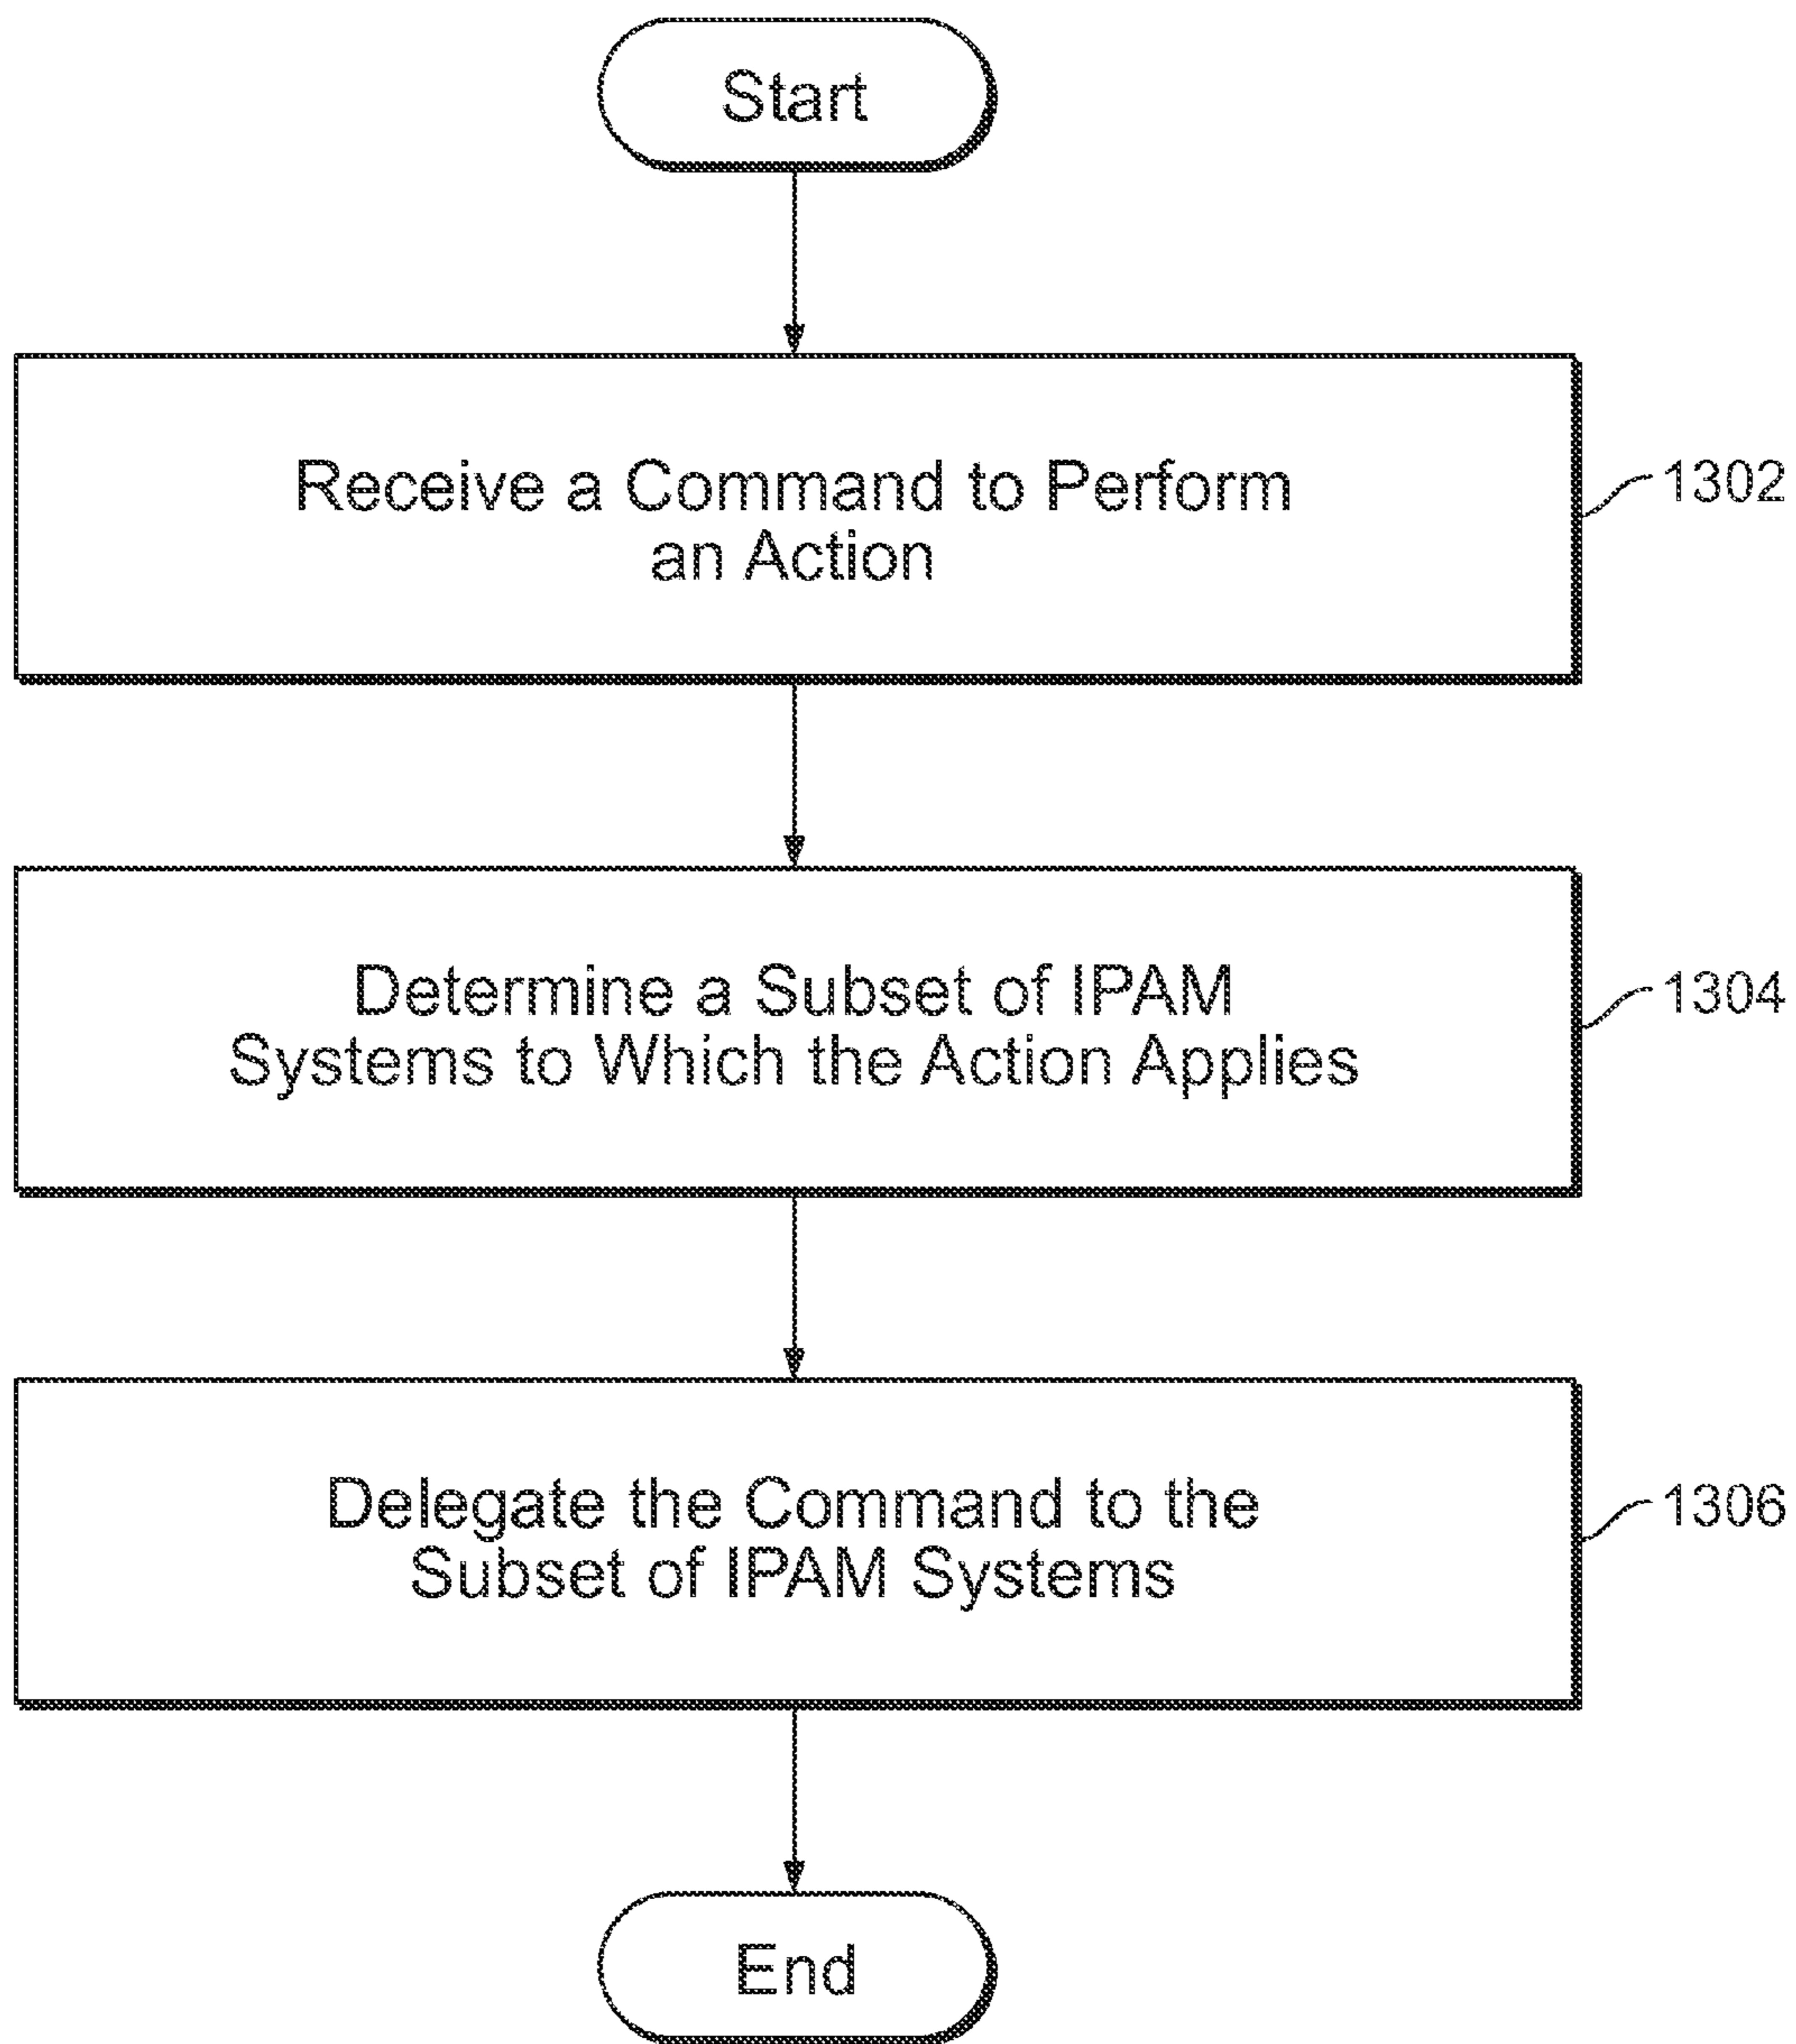 Start
Receive a Command to Perform
an Action
1302
Determine a Subset of IPAM
Systems to Which the Action Applies
1304
Delegate the Command to the
Subset of IPAM Systems
1306
End